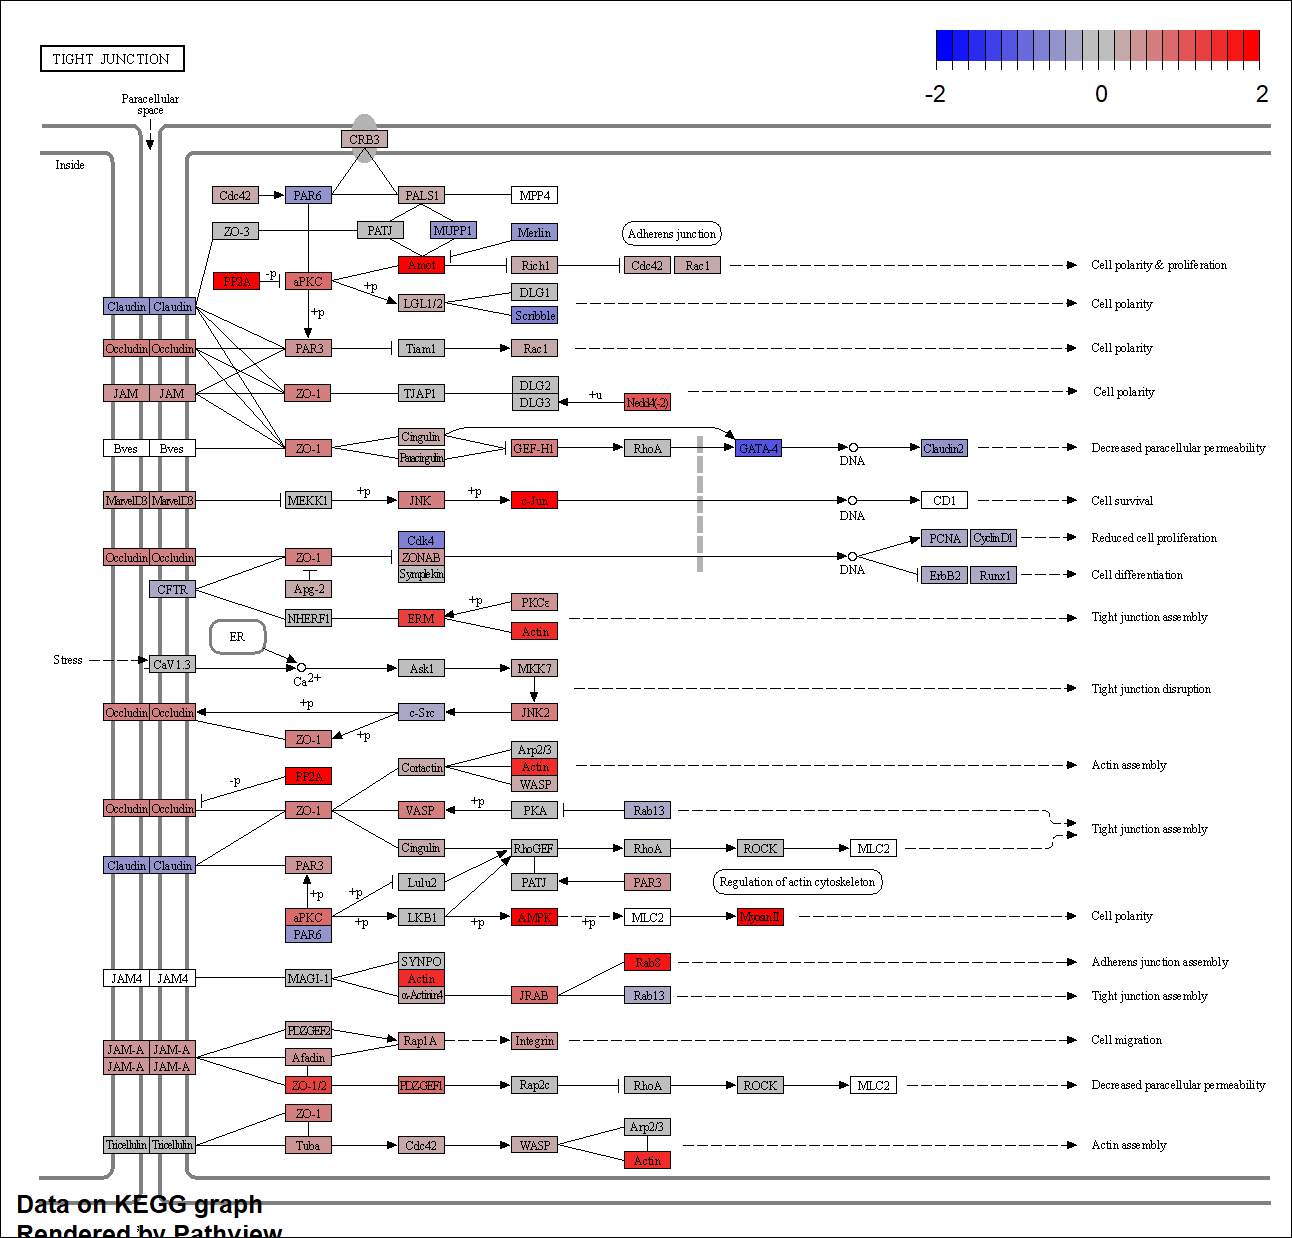 TIGHT JUNCTION
-2 0 2
Paracellular
space
CRB3
Inside
Cdc42 PAR6 PALS1 MPP4
ZO-3 PATJ MUPP1 Merlin Adherens junction
PP2A -p aPKC Amot Rich1 Cdc42 Rac1 Cell polarity & proliferation
+p
DLG1
Claudin Claudin +p LGL1/2 Scribble Cell polarity
Occludin Occludin PAR3 Tiam1 Rac1 Cell polarity
JAM JAM ZO-1 TJAP1 DLG2 Cell polarity
DLG3 +u Nedd4(-2)
Cingulin
Bves Bves ZO-1 GEF-H1 RhoA GATA-4 DNA Claudin2 Decreased paracellular permeability
Paracingulin
MarvelD3 MarvelD3 MEKK1 +p JNK +p c-Jun DNA CD1 Cell survival
Cdk4 PCNA CyclinD1 Reduced cell proliferation
Occludin Occludin ZO-1 ZONAB DNA
Symplekin ErbB2 Runx1 Cell differentiation
CFTR Apg-2
+p PKCε
NHERF1 ERM Tight junction assembly
Actin
ER
Stress CaV1.3 Ca2+ Ask1 MKK7
Tight junction disruption
Occludin Occludin +p c-Src JNK2
ZO-1 +p
Arp2/3
-p PP2A Cortactin Actin Actin assembly
WASP
Occludin Occludin ZO-1 VASP +p PKA Rab13
Tight junction assembly
Cingulin RhoGEF RhoA ROCK MLC2
Claudin Claudin PAR3
+p +p Lulu2 PATJ PAR3 Regulation of actin cytoskeleton
aPKC +p LKB1 +p AMPK +p MLC2 MyosinII Cell polarity
PAR6
SYNPO Rab8 Adherens junction assembly
JAM4 JAM4 MAGI-1 Actin
α-Actinin4 JRAB Rab13 Tight junction assembly
PDZGEF2
JAM-A JAM-A Rap1A Integrin Cell migration
JAM-A JAM-A Afadin
ZO-1/2 PDZGEF1 Rap2c RhoA ROCK MLC2 Decreased paracellular permeability
ZO-1 Arp2/3
Tricellulin Tricellulin Tuba Cdc42 WASP Actin assembly
Actin
Data on KEGG graph
Rendered by Pathview